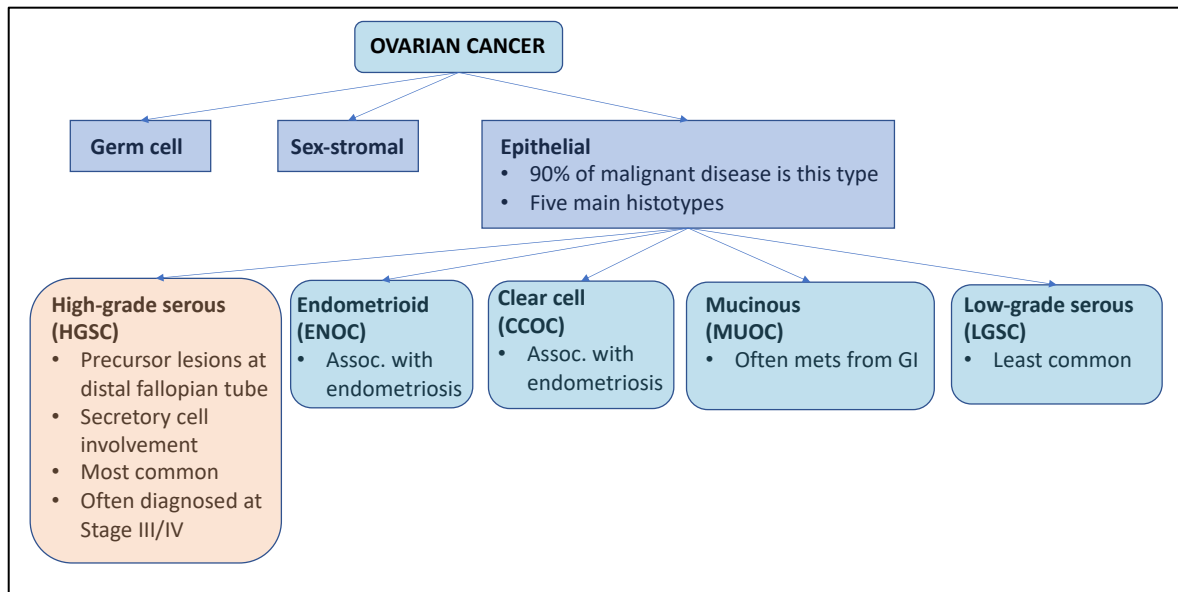 OVARIAN CANCER
Germ cell
Sex-stromal
Epithelial
• 90% of malignant disease is this type
• Five main histotypes
High-grade serous
(HGSC)
• Precursor lesions at
distal fallopian tube
• Secretory cell
involvement
• Most common
• Often diagnosed at
Stage III/IV
Endometrioid
(ENOC)
• Assoc. with
endometriosis
Clear cell
(CCOC)
• Assoc. with
endometriosis
Mucinous
(MUOC)
• Often mets from GI
Low-grade serous
(LGSC)
• Least common